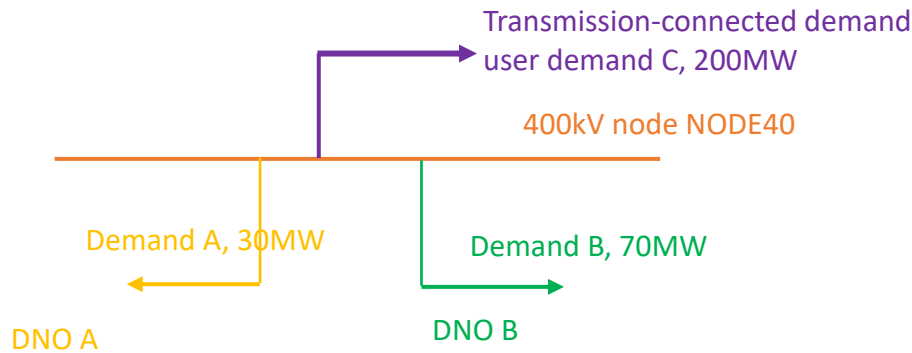 Transmission-connected demand
user demand C, 200MW
400kV node NODE40
Demand A, 30MW
Demand B, 70MW
DNO A
DNO B